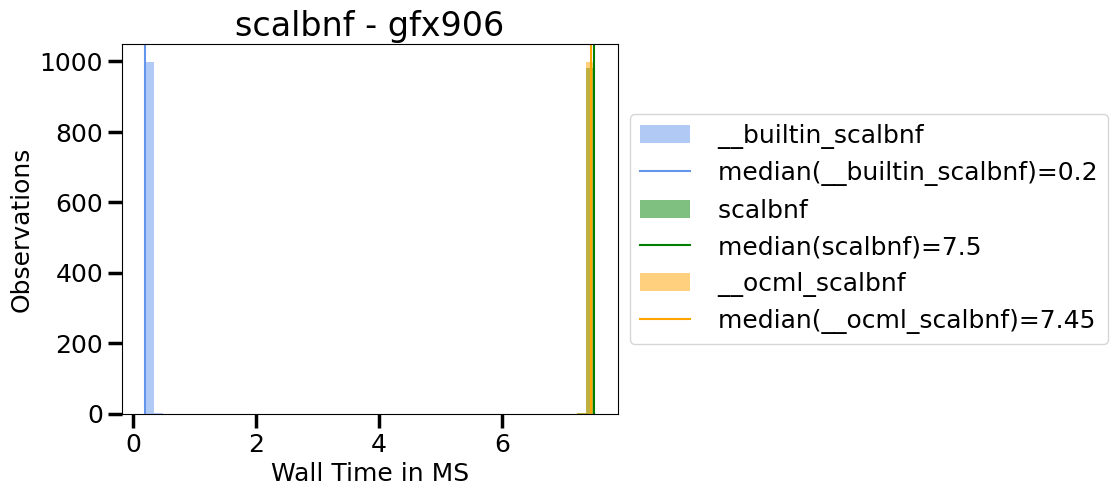 scalbnf - gfx906
1000
800
600
400
200
0
Observations
0 2 4 6
Wall Time in MS
__builtin_scalbnf
median(__builtin_scalbnf)=0.2
scalbnf
median(scalbnf)=7.5
__ocml_scalbnf
median(__ocml_scalbnf)=7.45